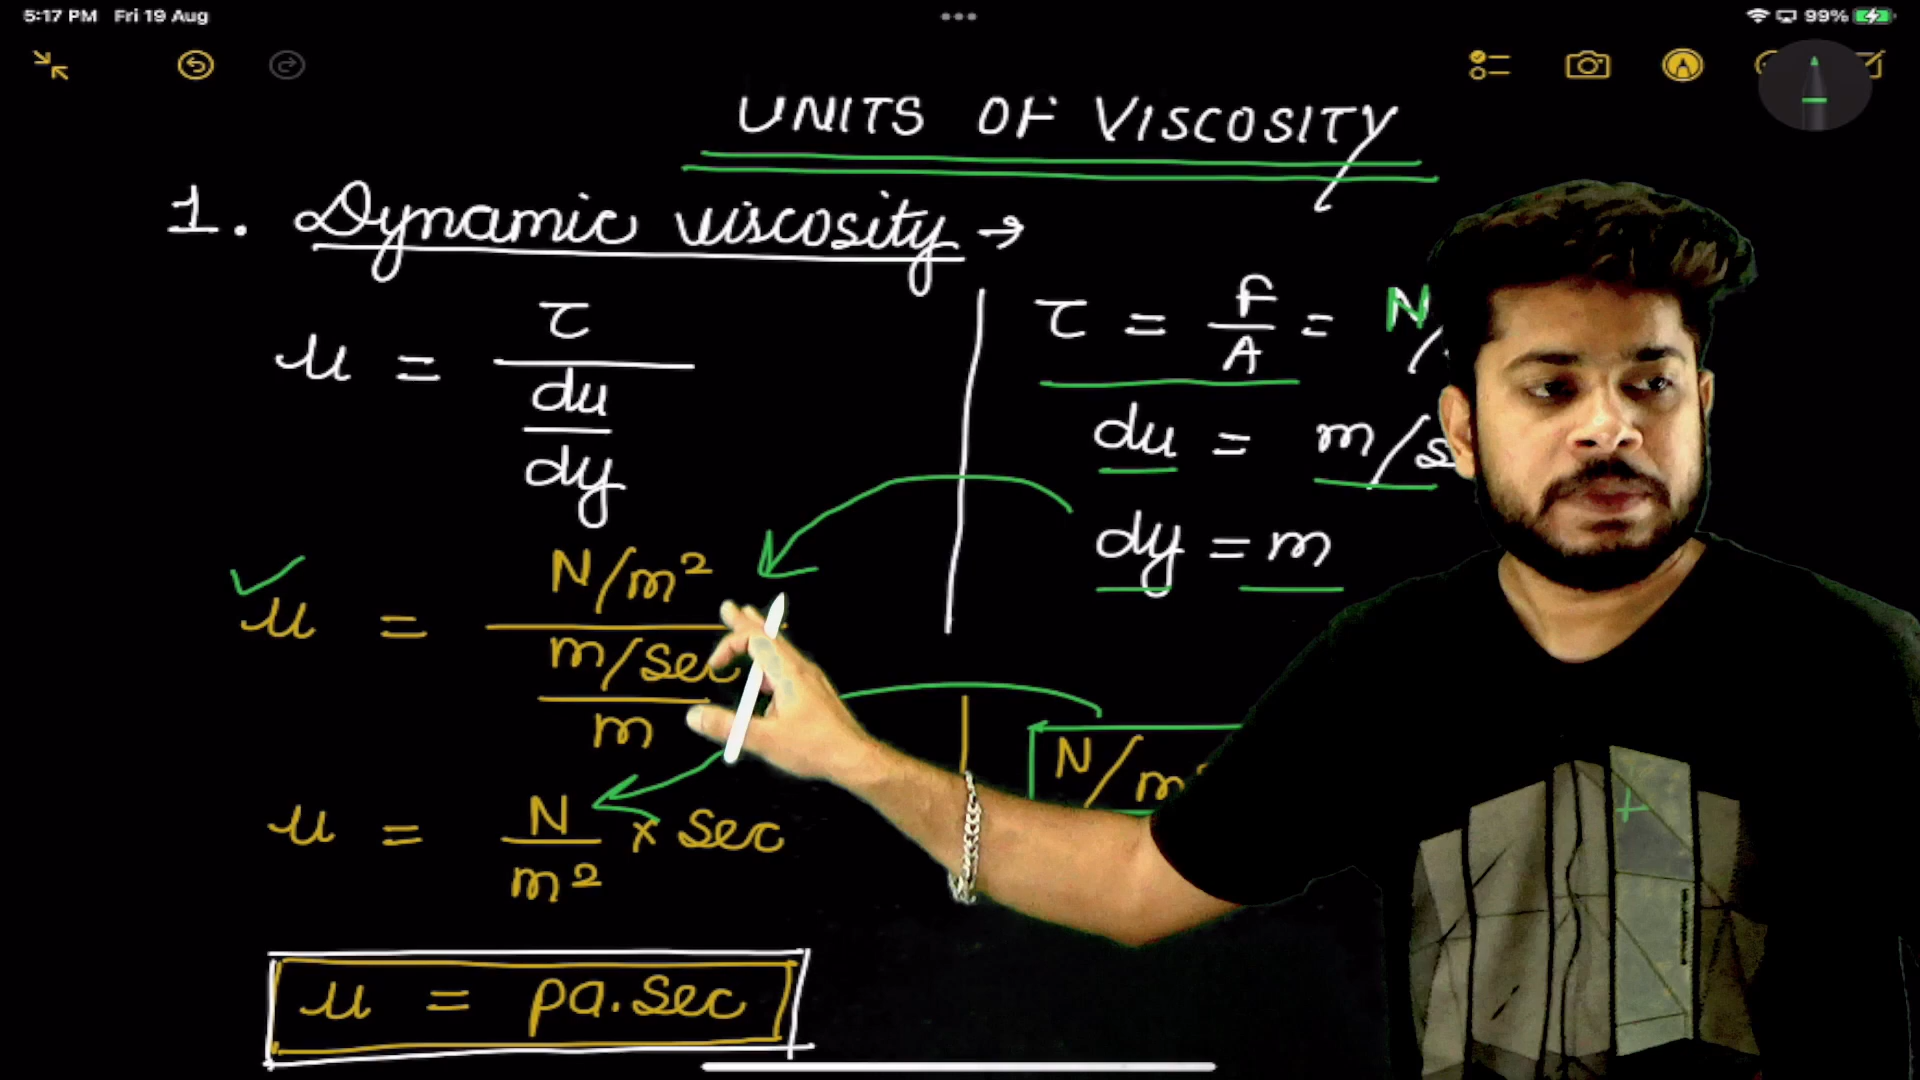 5:17 PM Fri 19 Aug
99%
UNITS OF VISCOSITY
1. Dynamic viscosity →
μ = τ / du/dy
τ = F/A = N/
du = m/s
dy = m
μ = N/m² / m/sec / m
N/m²
μ = N/m² × sec
μ = pa.sec